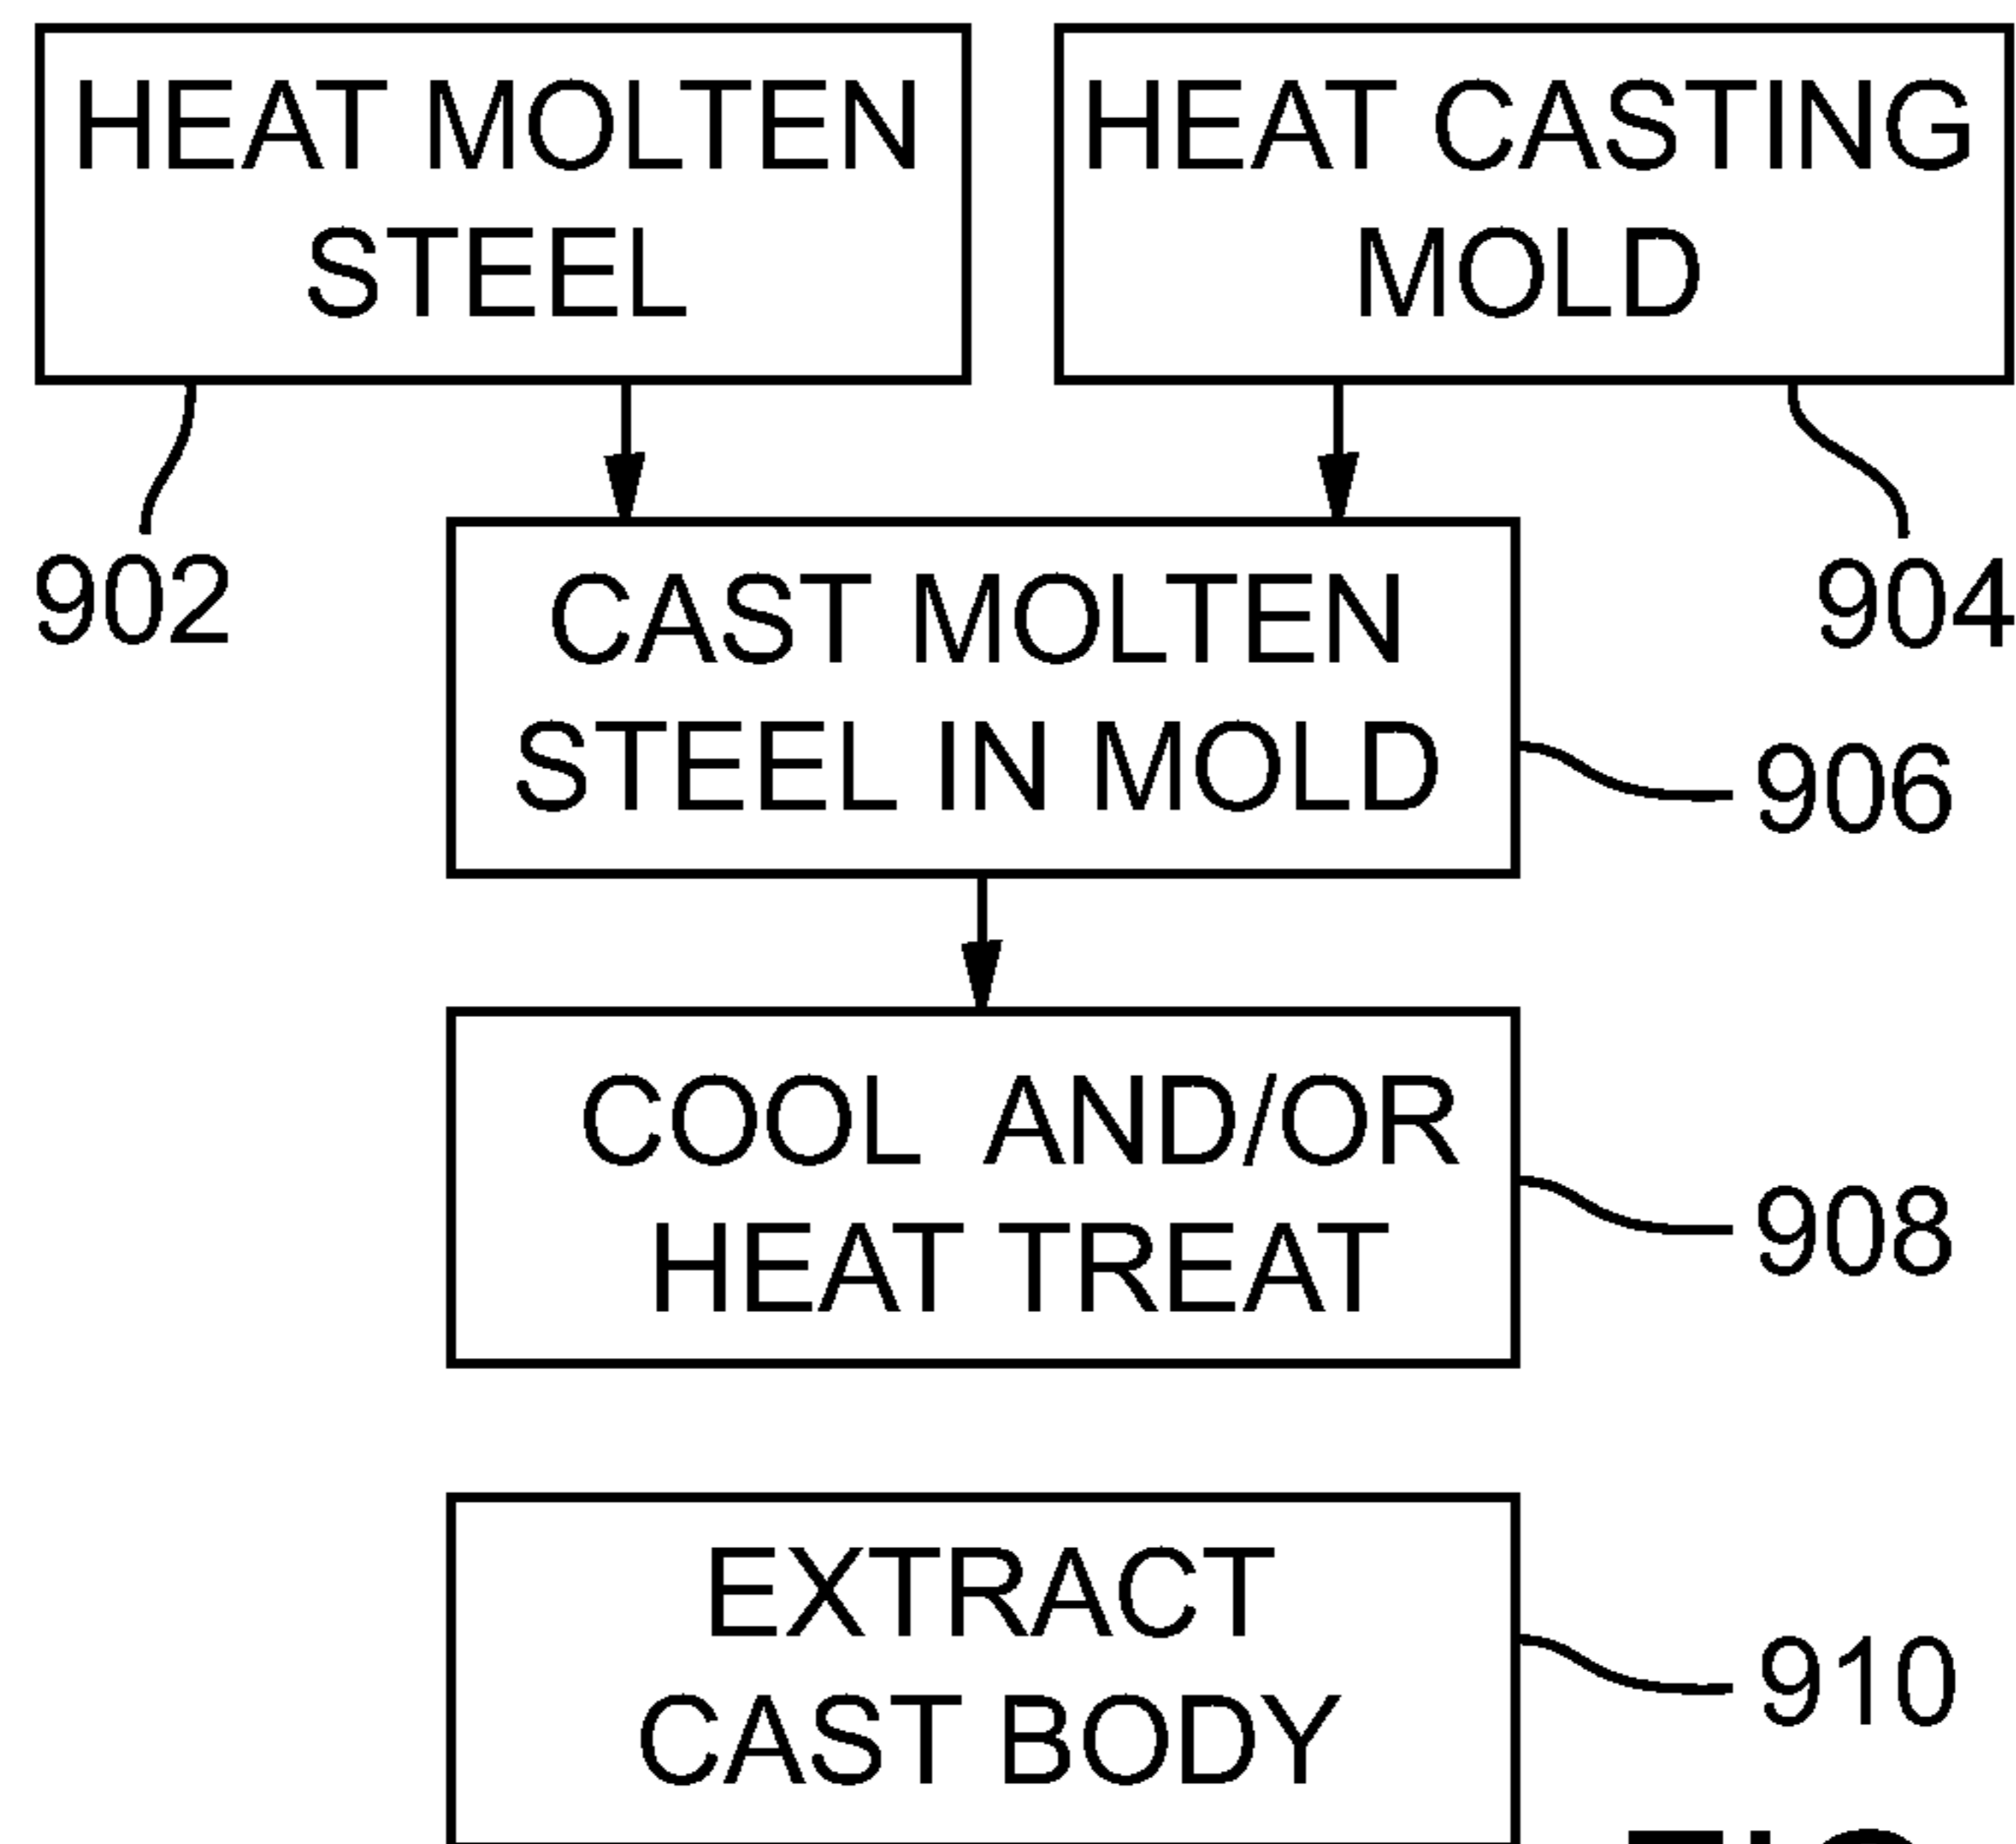 HEAT MOLTEN
STEEL
HEAT CASTING
MOLD
902
904
CAST MOLTEN
STEEL IN MOLD
906
COOL AND/OR
HEAT TREAT
908
EXTRACT
CAST BODY
910